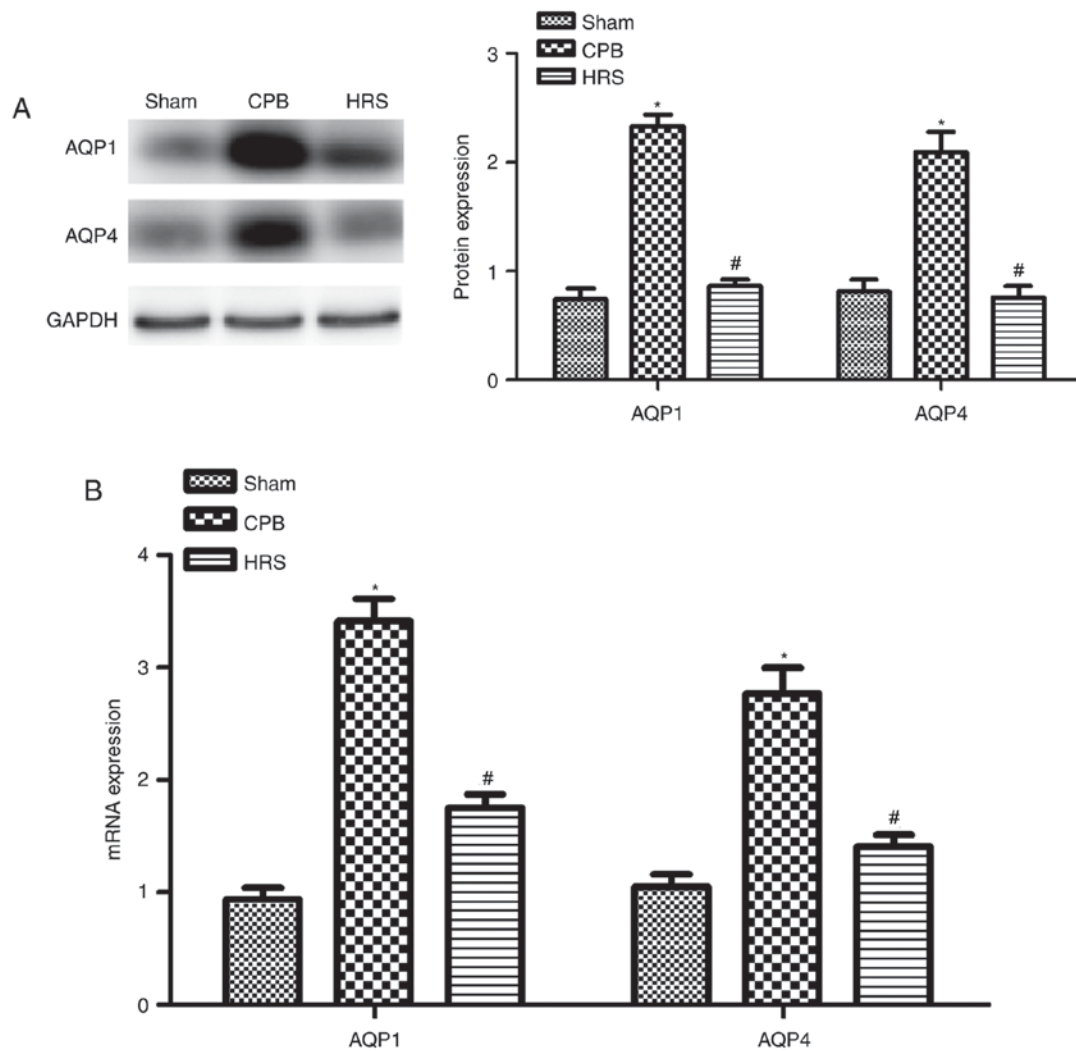 A
Sham CPB HRS
AQP1
AQP4
GAPDH
Sham
CPB
HRS
Protein expression
3
2
1
0
*
#
*
#
AQP1 AQP4
B
Sham
CPB
HRS
mRNA expression
4
3
2
1
0
*
#
*
#
AQP1 AQP4